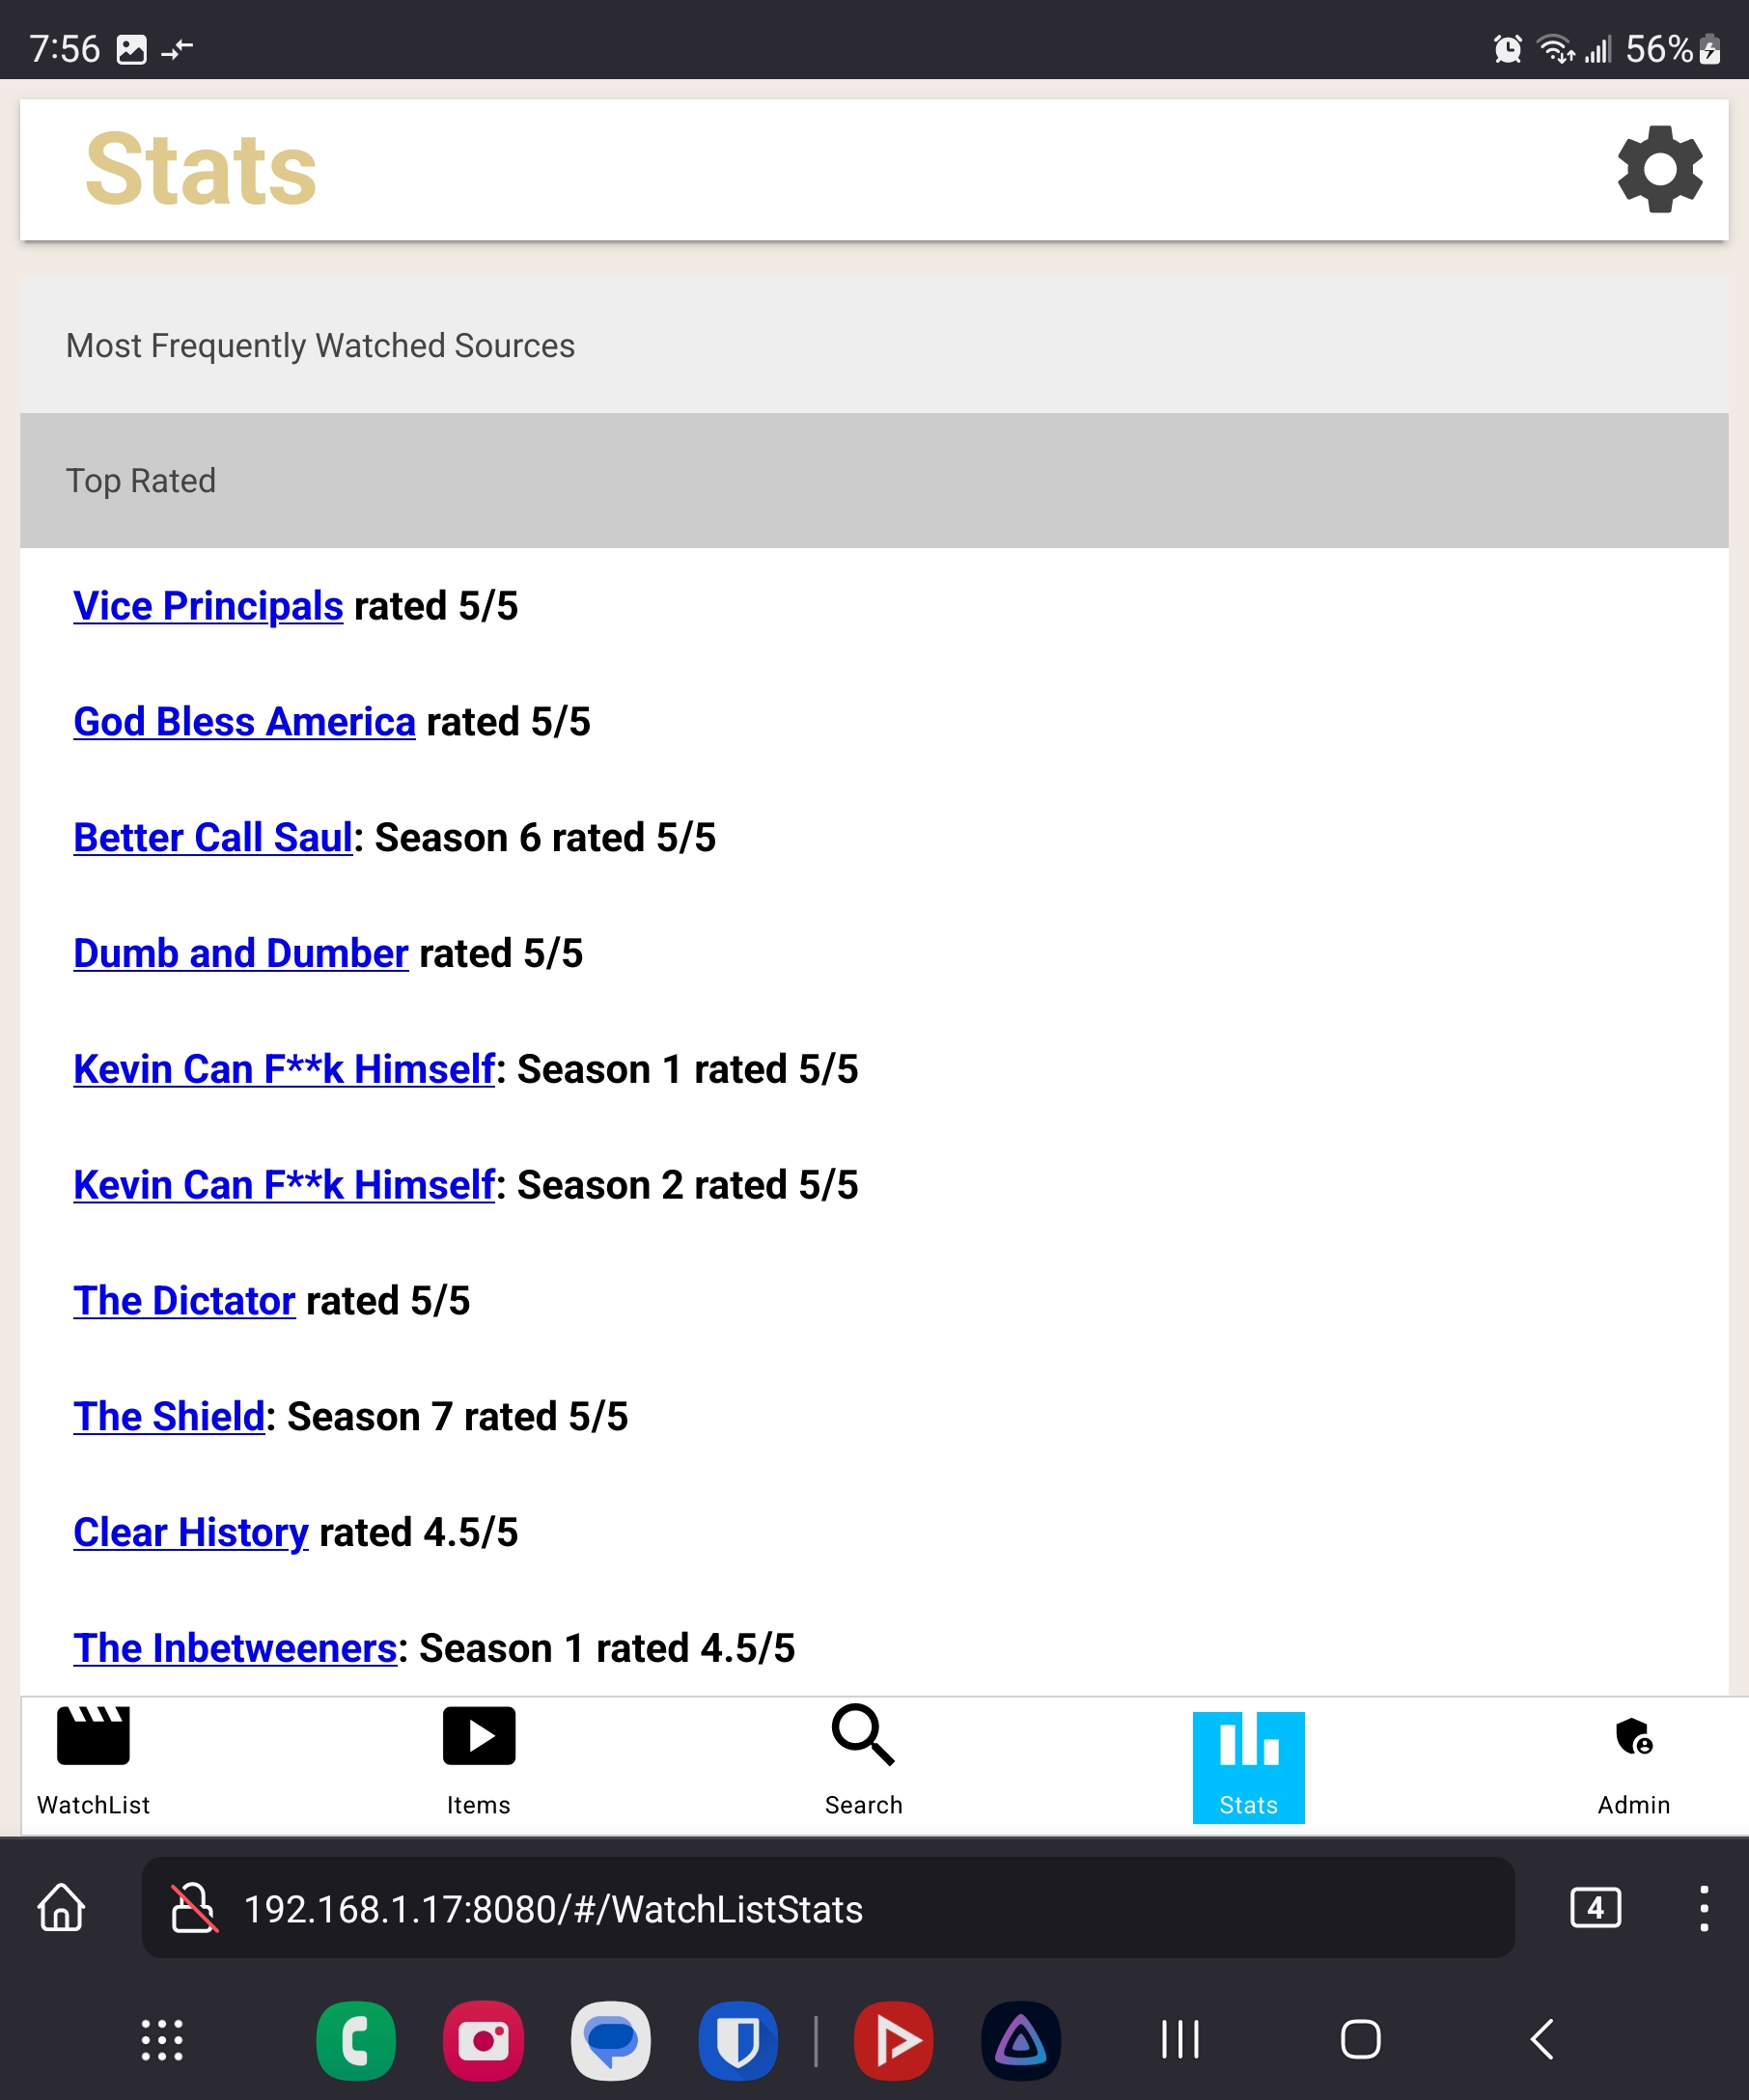 7:56
56%
Stats
Most Frequently Watched Sources
Top Rated
Vice Principals rated 5/5
God Bless America rated 5/5
Better Call Saul: Season 6 rated 5/5
Dumb and Dumber rated 5/5
Kevin Can F**k Himself: Season 1 rated 5/5
Kevin Can F**k Himself: Season 2 rated 5/5
The Dictator rated 5/5
The Shield: Season 7 rated 5/5
Clear History rated 4.5/5
The Inbetweeners: Season 1 rated 4.5/5
WatchList Items Search Stats Admin
192.168.1.17:8080/#/WatchListStats 4